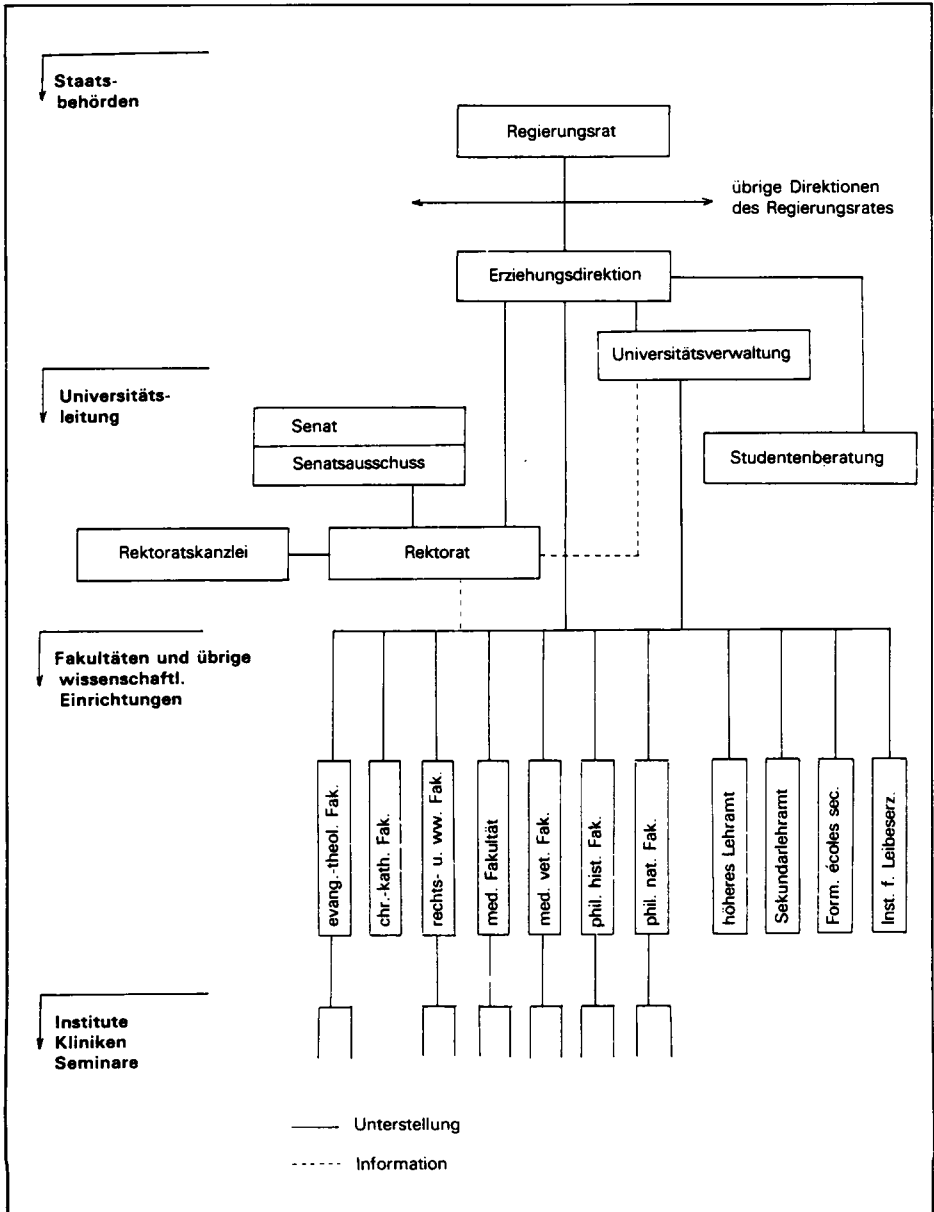 Staats-
behörden
Regierungsrat
übrige Direktionen
des Regierungsrates
Erziehungsdirektion
Universitätsverwaltung
Universitäts-
leitung
Senat
Senatsausschuss
Studentenberatung
Rektoratskanzlei
Rektorat
Fakultäten und übrige
wissenschaftl.
Einrichtungen
evang.-theol. Fak.
chr.-kath. Fak.
rechts- u. ww. Fak.
med. Fakultät
med. vet. Fak.
phil. hist. Fak.
phil. nat. Fak.
höheres Lehramt
Sekundarlehramt
Form. écoles sec.
Inst. f. Leibeserz.
Institute
Kliniken
Seminare
Unterstellung
Information